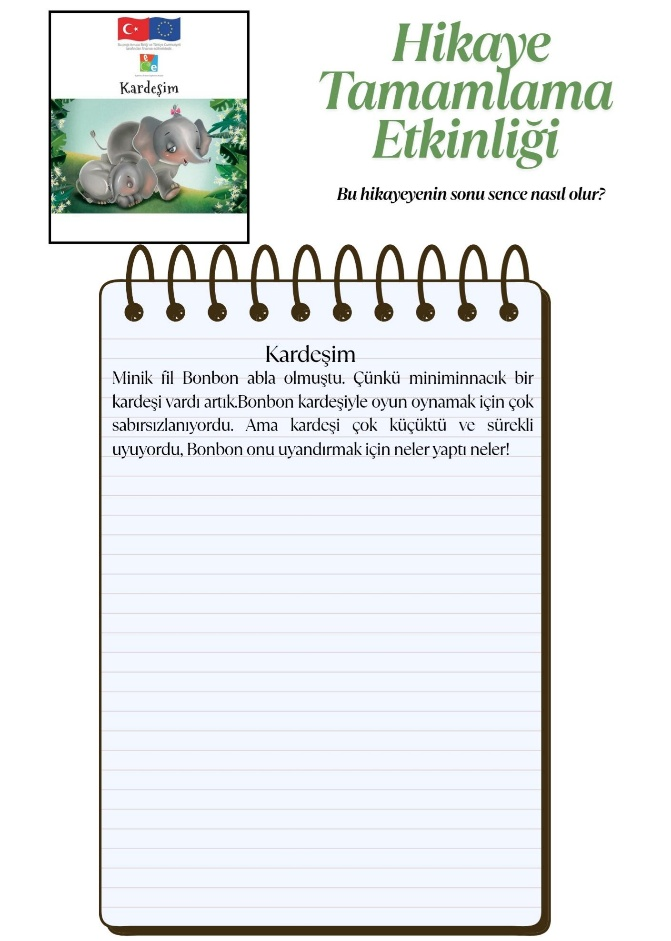 Kardeşim
Hikaye
Tamamlama
Etkinliği
Bu hikayeyenin sonu sence nasıl olur?
Kardeşim
Minik fil Bonbon abla olmuştu. Çünkü miniminnacık bir
kardeşi vardı artık.Bonbon kardeşiyle oyun oynamak için çok
sabırsızlanıyordu. Ama kardeşi çok küçüktü ve sürekli
uyuyordu, Bonbon onu uyandırmak için neler yaptı neler!